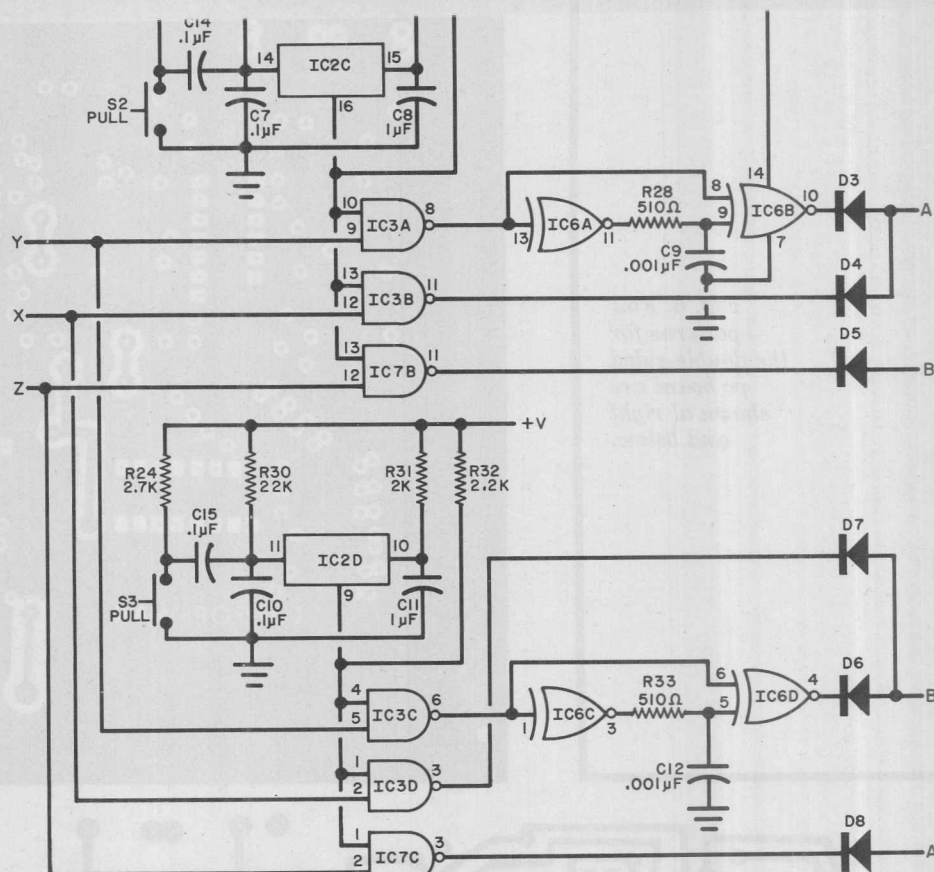 C14
.1µF
14
IC2C
15
16
S2
PULL
C7
.1µF
C8
1µF
10
9
IC3A
8
13
IC6A
11
R28
510Ω
C9
.001µF
14
8
9
IC6B
10
7
D3
A
Y
13
12
IC3B
11
D4
X
13
12
IC7B
11
D5
B
Z
+V
R24
2.7K
R30
22K
R31
2K
R32
2.2K
C15
.1µF
11
IC2D
10
9
S3
PULL
C10
.1µF
C11
1µF
D7
4
5
IC3C
6
1
IC6C
3
R33
510Ω
6
5
IC6D
4
D6
B
1
2
IC3D
3
C12
.001µF
1
2
IC7C
3
D8
A